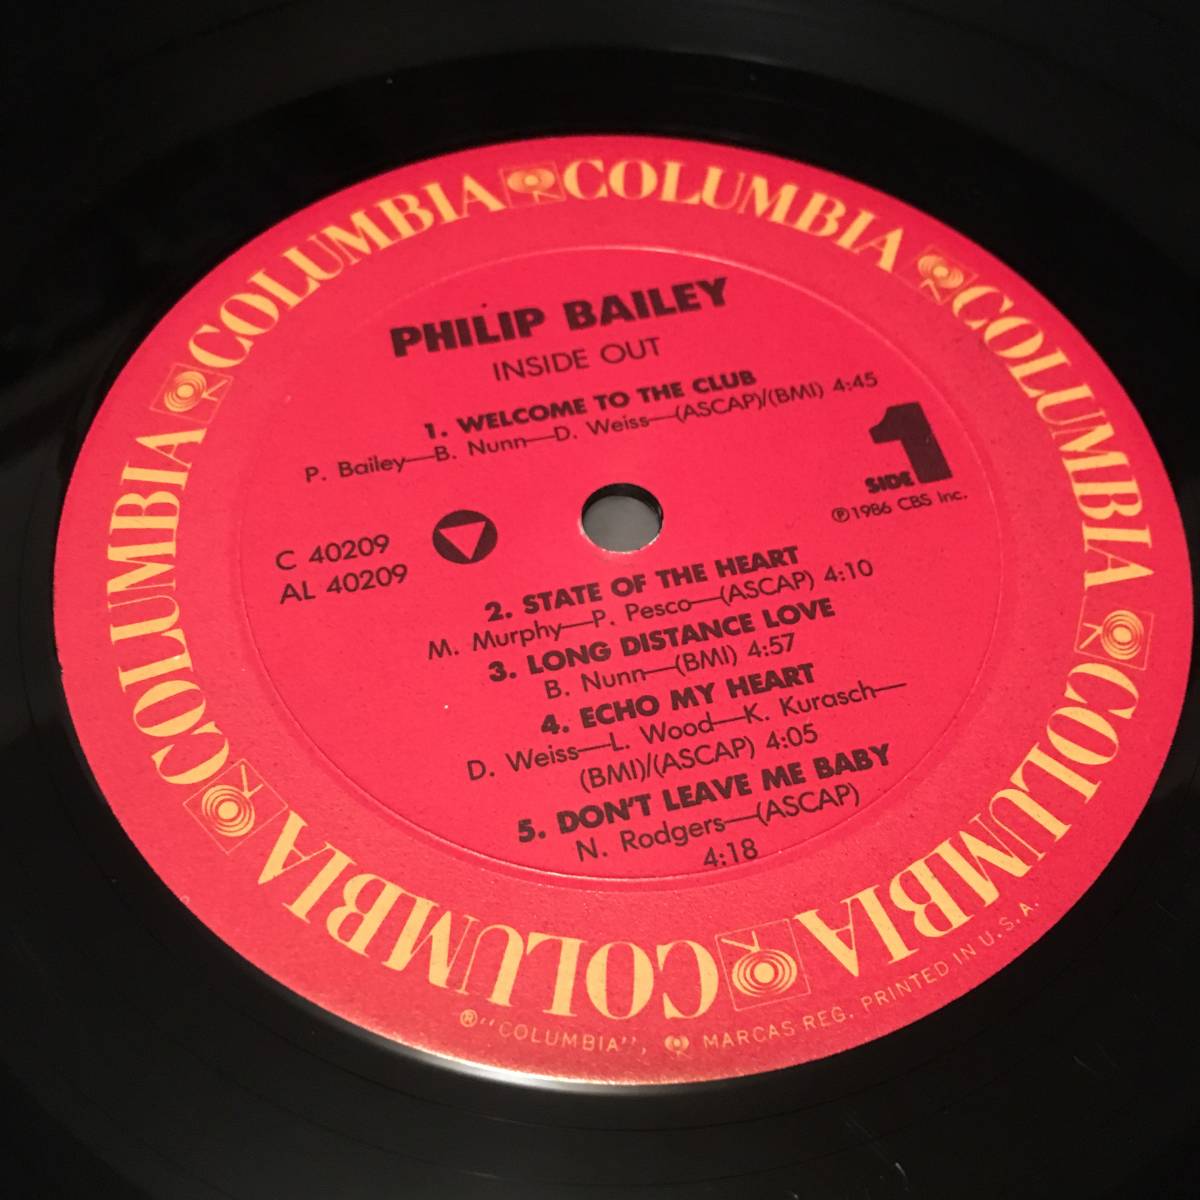 COLUMBIA COLUMBIA COLUMBIA COLUMBIA COLUMBIA COLUMBIA
PHILIP BAILEY
INSIDE OUT
1. WELCOME TO THE CLUB
P. Bailey—B. Nunn—D. Weiss—(ASCAP)/(BMI) 4:45
SIDE 1
℗1986 CBS Inc.
C 40209
AL 40209
2. STATE OF THE HEART
M. Murphy—P. Pesco—(ASCAP) 4:10
3. LONG DISTANCE LOVE
B. Nunn—(BMI) 4:57
4. ECHO MY HEART
D. Weiss—L. Wood—K. Kurasch—
(BMI)/(ASCAP) 4:05
5. DON'T LEAVE ME BABY
N. Rodgers—(ASCAP)
4:18
®"COLUMBIA", MARCAS REG. PRINTED IN U.S.A.